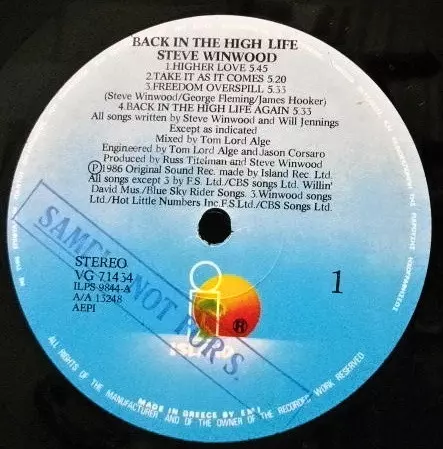 BACK IN THE HIGH LIFE
STEVE WINWOOD
1.HIGHER LOVE 5.45
2.TAKE IT AS IT COMES 5.20
3.FREEDOM OVERSPILL 5.33
(Steve Winwood/George Fleming/James Hooker)
4.BACK IN THE HIGH LIFE AGAIN 5.33
All songs written by Steve Winwood and Will Jennings
Except as indicated
Mixed by Tom Lord Alge
Engineered by Tom Lord Alge and Jason Corsaro
Produced by Russ Titelman and Steve Winwood
Ⓟ1986 Original Sound Rec. made by Island Rec. Ltd.
All songs except 3 by F.S. Ltd./CBS songs Ltd. Willin'
David Mus./Blue Sky Rider Songs. 3.Winwood songs
Ltd./Hot Little Numbers Inc.F.S.Ltd./CBS Songs Ltd.
SAMPLE NOT FOR S.
STEREO
VG 71434
ILPS 9844-A
A/A 13248
AEPI
1
®
ALL RIGHTS OF THE MANUFACTURER AND OF THE OWNER OF THE RECORDED WORK RESERVED
MADE IN GREECE BY EMI